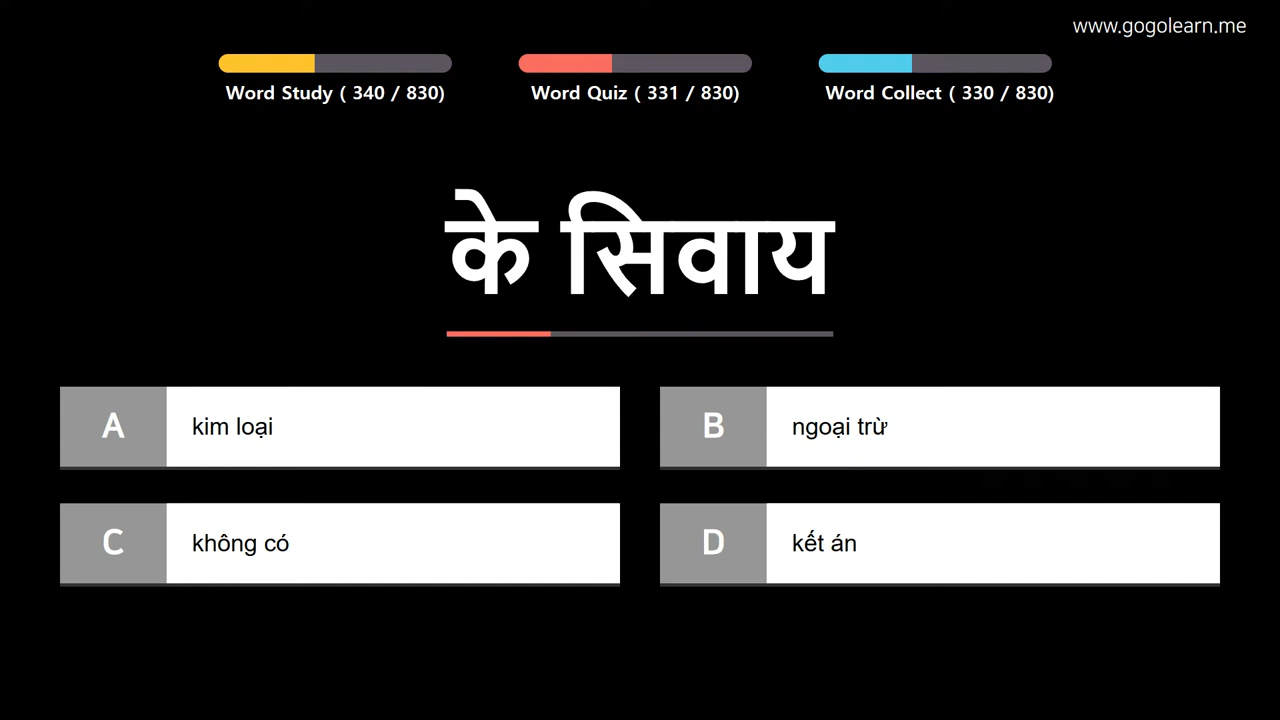 www.gogolearn.me
Word Study ( 340 / 830)
Word Quiz ( 331 / 830)
Word Collect ( 330 / 830)
के सिवाय
A kim loại
B ngoại trừ
C không có
D kết án